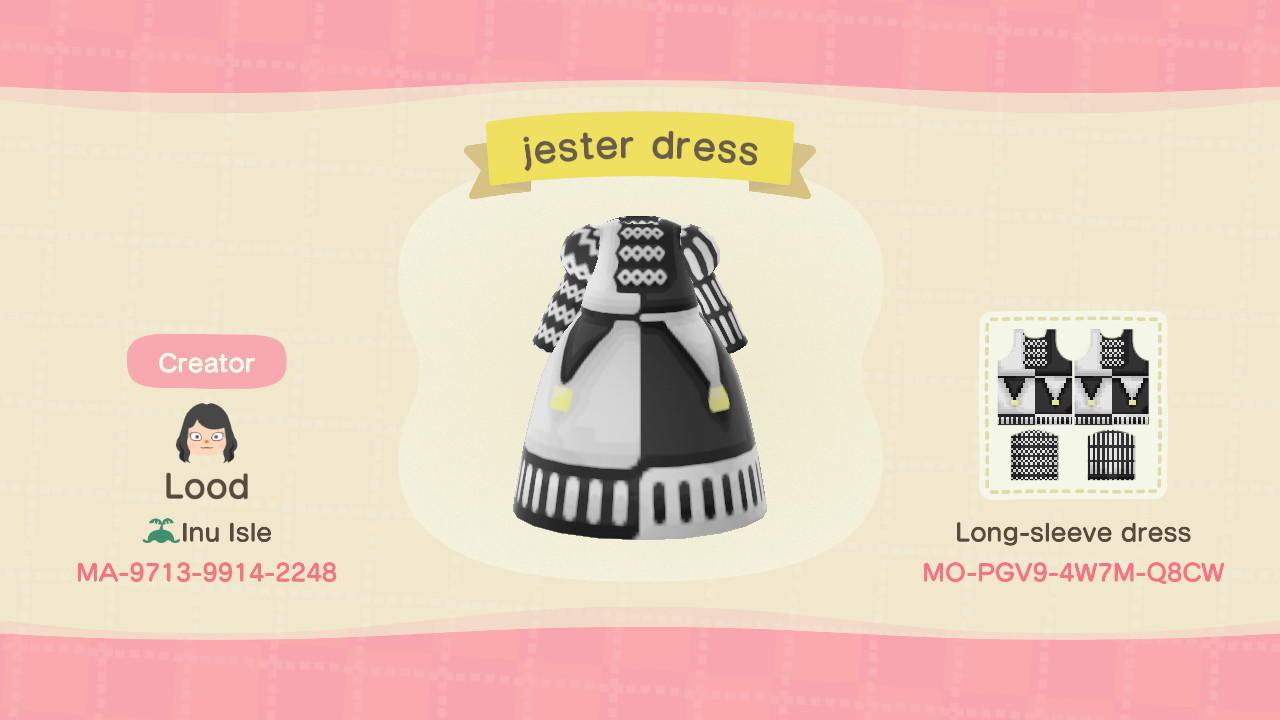 jester dress
Creator
Lood
Inu Isle
MA-9713-9914-2248
Long-sleeve dress
MO-PGV9-4W7M-Q8CW